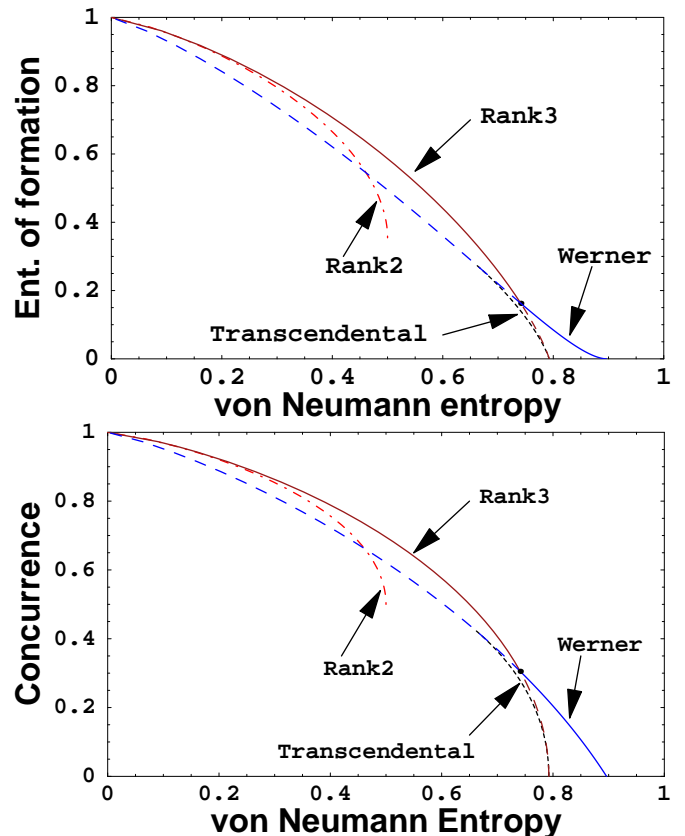 1
0.8
0.6
0.4
0.2
0
Ent. of formation
Rank3
Rank2
Werner
Transcendental
0 0.2 0.4 0.6 0.8 1
von Neumann entropy
1
0.8
0.6
0.4
0.2
0
Concurrence
Rank3
Rank2
Werner
Transcendental
0 0.2 0.4 0.6 0.8 1
von Neumann Entropy